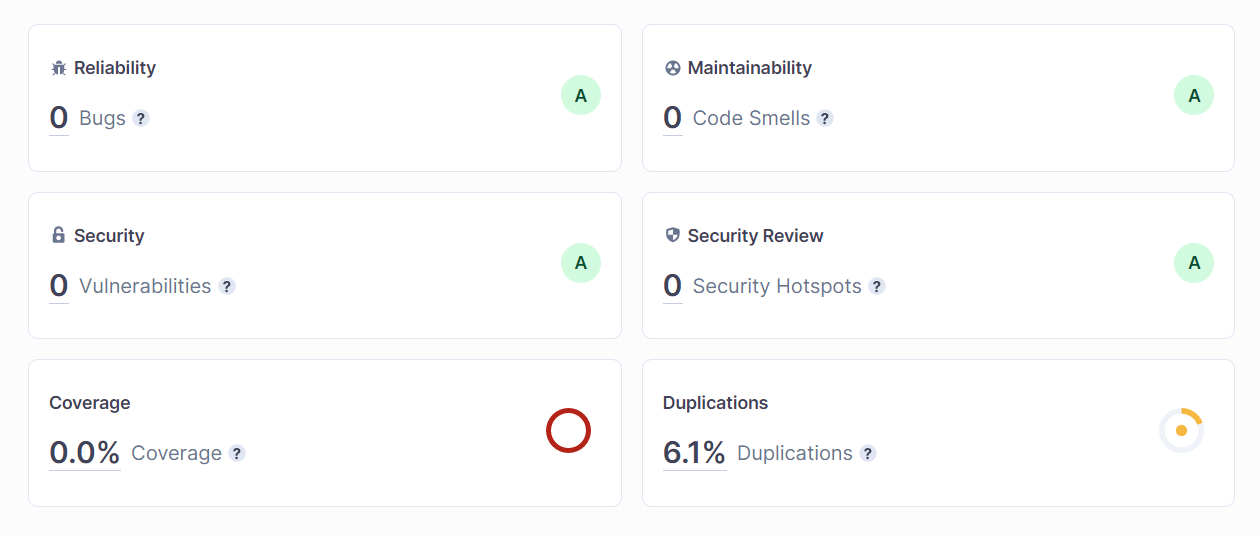 Reliability
0 Bugs ?
A
Maintainability
0 Code Smells ?
A
Security
0 Vulnerabilities ?
A
Security Review
0 Security Hotspots ?
A
Coverage
0.0% Coverage ?
Duplications
6.1% Duplications ?